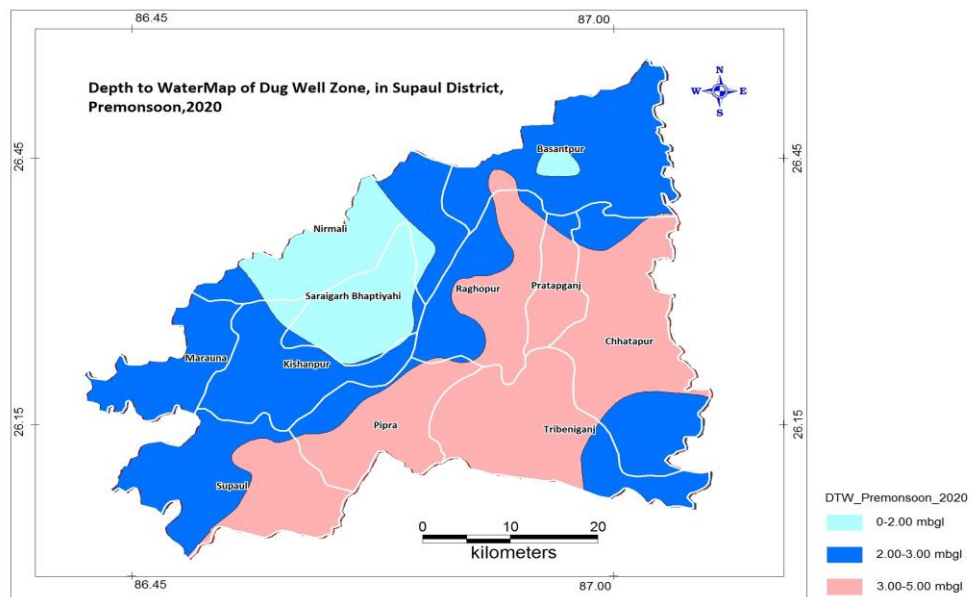 86.45
87.00
Depth to WaterMap of Dug Well Zone, in Supaul District,
Premonsoon,2020
N
W E
S
26.45
26.45
Basantpur
Nirmali
Saraigarh Bhaptiyahi
Raghopur
Pratapganj
Chhatapur
Marauna
Kishanpur
26.15
26.15
Pipra
Tribeniganj
Supaul
0 10 20
kilometers
DTW_Premonsoon_2020
0-2.00 mbgl
2.00-3.00 mbgl
3.00-5.00 mbgl
86.45
87.00